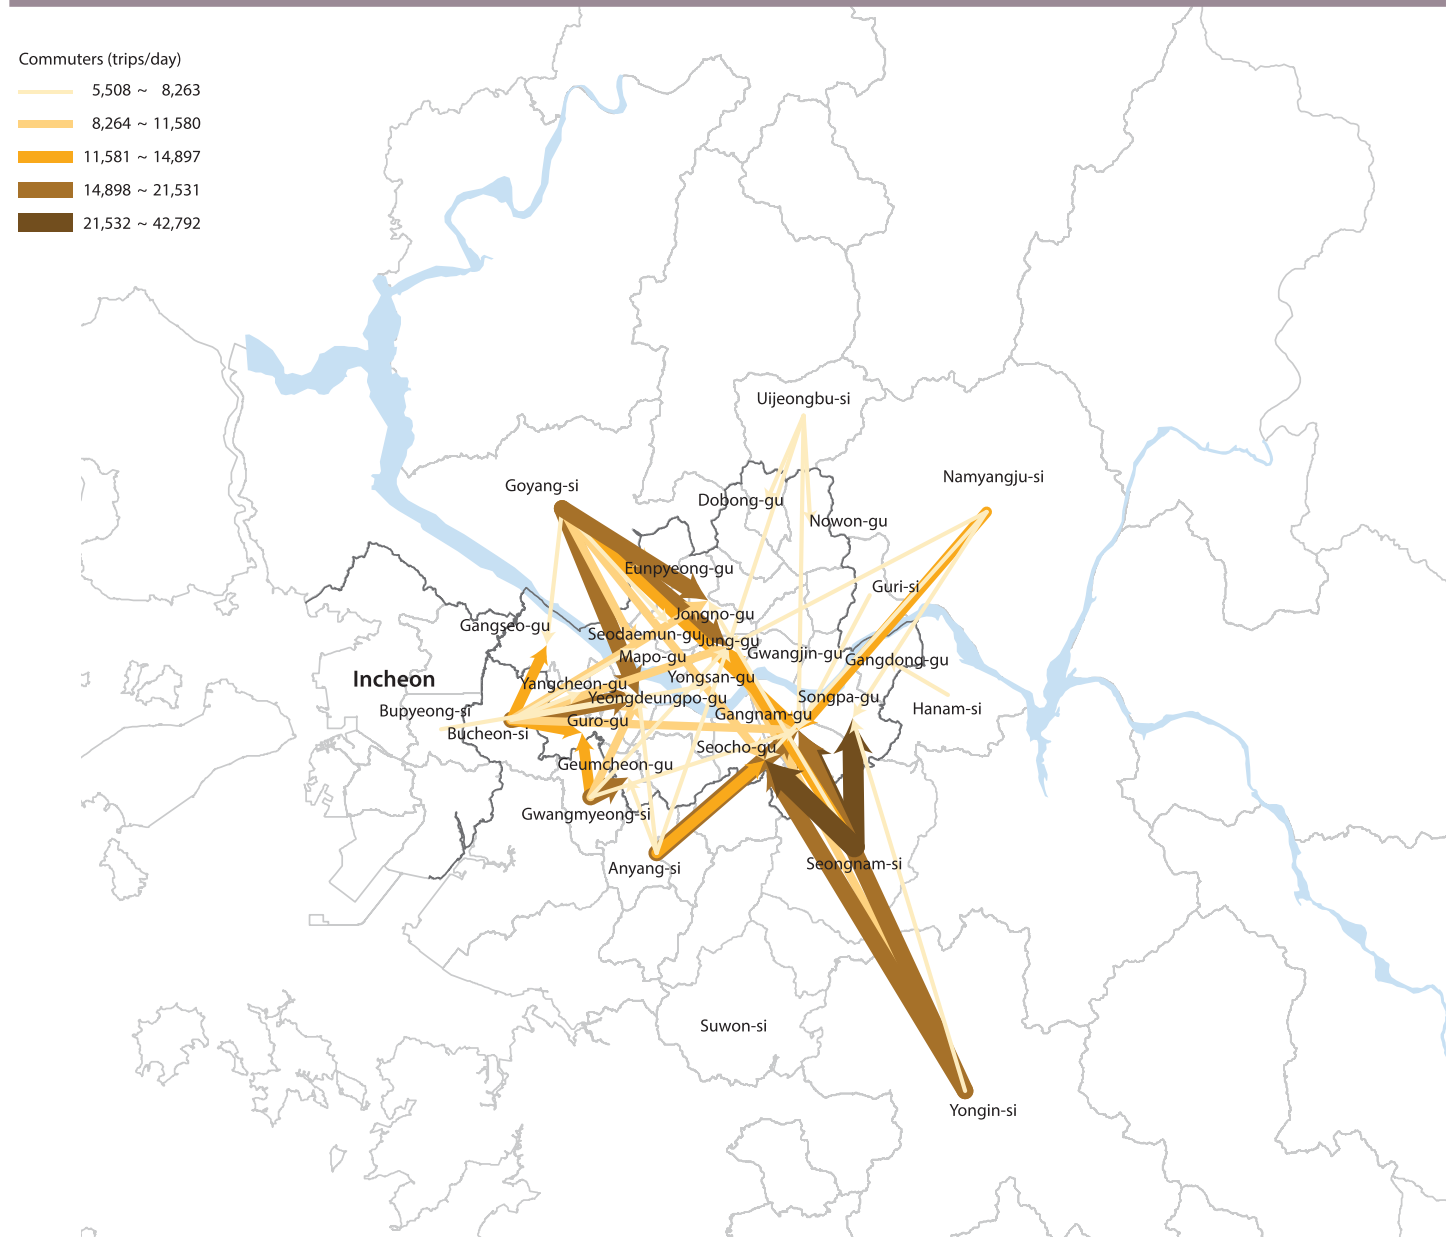 Commuters (trips/day)
5,508 ~ 8,263
8,264 ~ 11,580
11,581 ~ 14,897
14,898 ~ 21,531
21,532 ~ 42,792
Uijeongbu-si
Namyangju-si
Goyang-si
Dobong-gu
Nowon-gu
Eunpyeong-gu
Guri-si
Jongno-gu
Gangseo-gu
Seodaemun-gu
Jung-gu
Mapo-gu
Gwangjin-gu
Gangdong-gu
Incheon
Yangcheon-gu
Yongsan-gu
Yeongdeungpo-gu
Songpa-gu
Bupyeong-si
Guro-gu
Gangnam-gu
Hanam-si
Bucheon-si
Seocho-gu
Geumcheon-gu
Gwangmyeong-si
Anyang-si
Seongnam-si
Suwon-si
Yongin-si